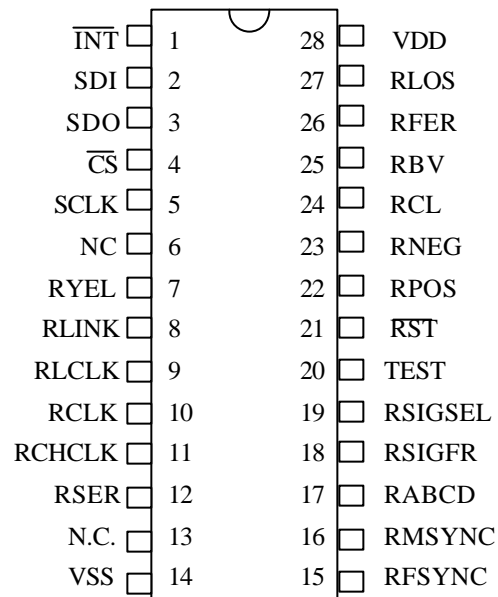 INT 1 28 VDD
SDI 2 27 RLOS
SDO 3 26 RFER
CS 4 25 RBV
SCLK 5 24 RCL
NC 6 23 RNEG
RYEL 7 22 RPOS
RLINK 8 21 RST
RLCLK 9 20 TEST
RCLK 10 19 RSIGSEL
RCHCLK 11 18 RSIGFR
RSER 12 17 RABCD
N.C. 13 16 RMSYNC
VSS 14 15 RFSYNC